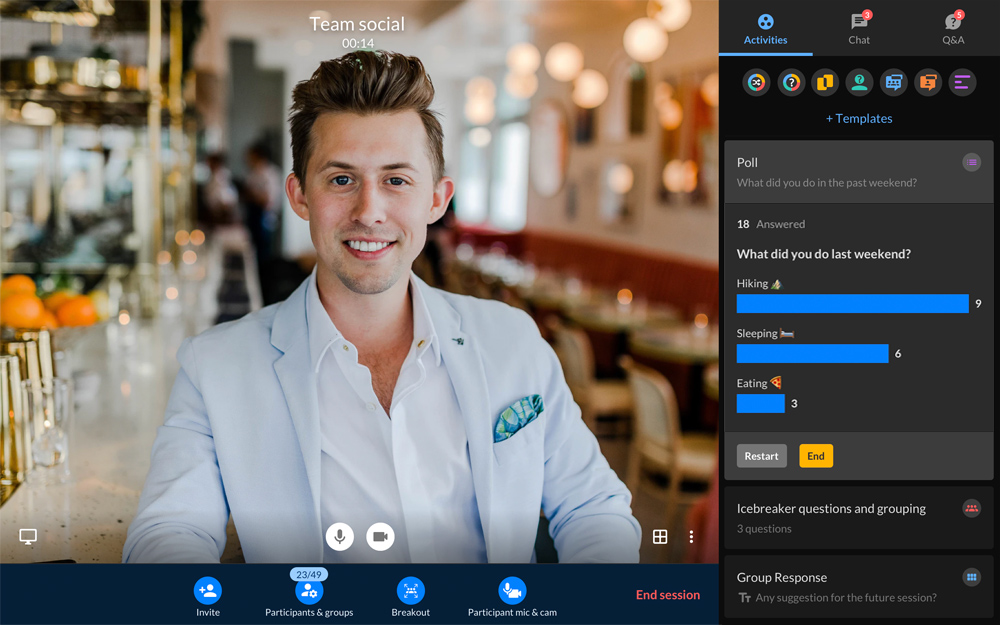 Team social
00:14
Activities
3
Chat
5
Q&A
?
?
+ Templates
Poll
What did you do in the past weekend?
18 Answered
What did you do last weekend?
Hiking
9
Sleeping
6
Eating
3
Restart End
Icebreaker questions and grouping
3 questions
Group Response
Tт Any suggestion for the future session?
23/49
Invite
Participants & groups
Breakout
Participant mic & cam
End session